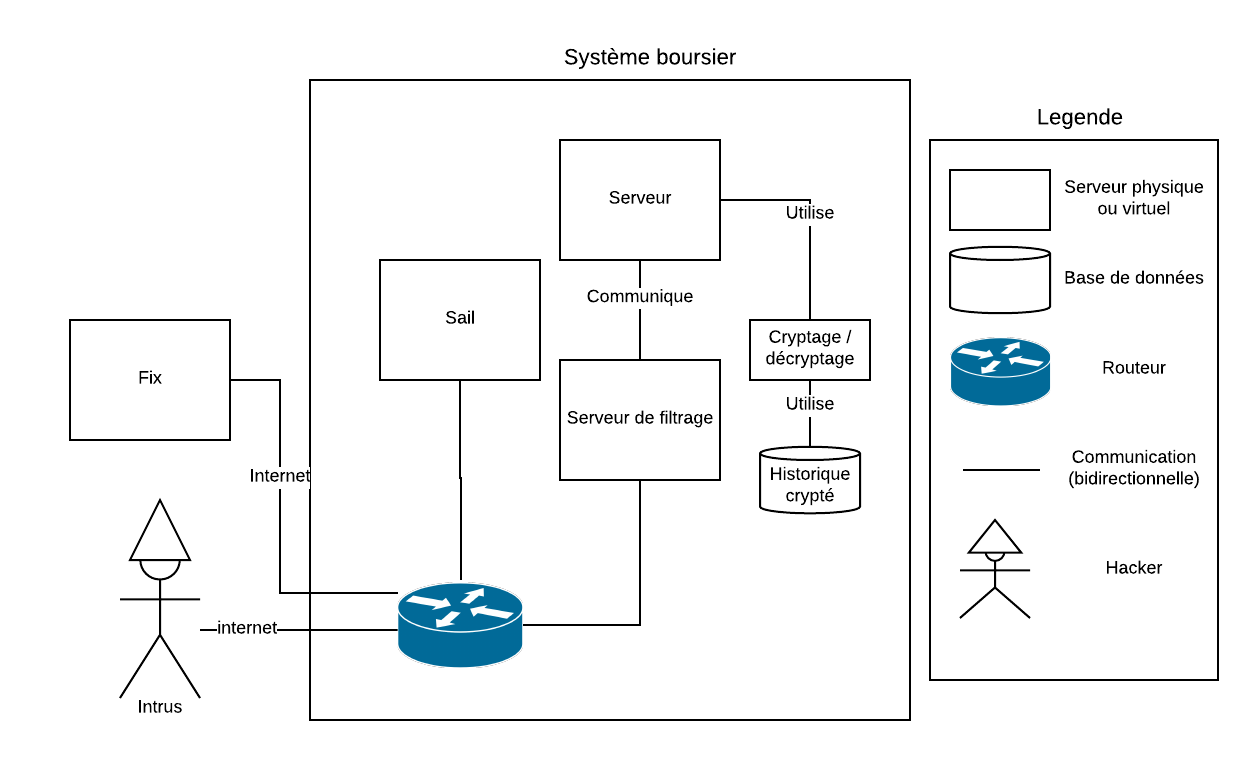 Système boursier
Legende
Serveur
Utilise
Communique
Sail
Fix
Cryptage /
décryptage
Utilise
Serveur de filtrage
Historique
crypté
Internet
internet
Intrus
Serveur physique
ou virtuel
Base de données
Routeur
Communication
(bidirectionnelle)
Hacker